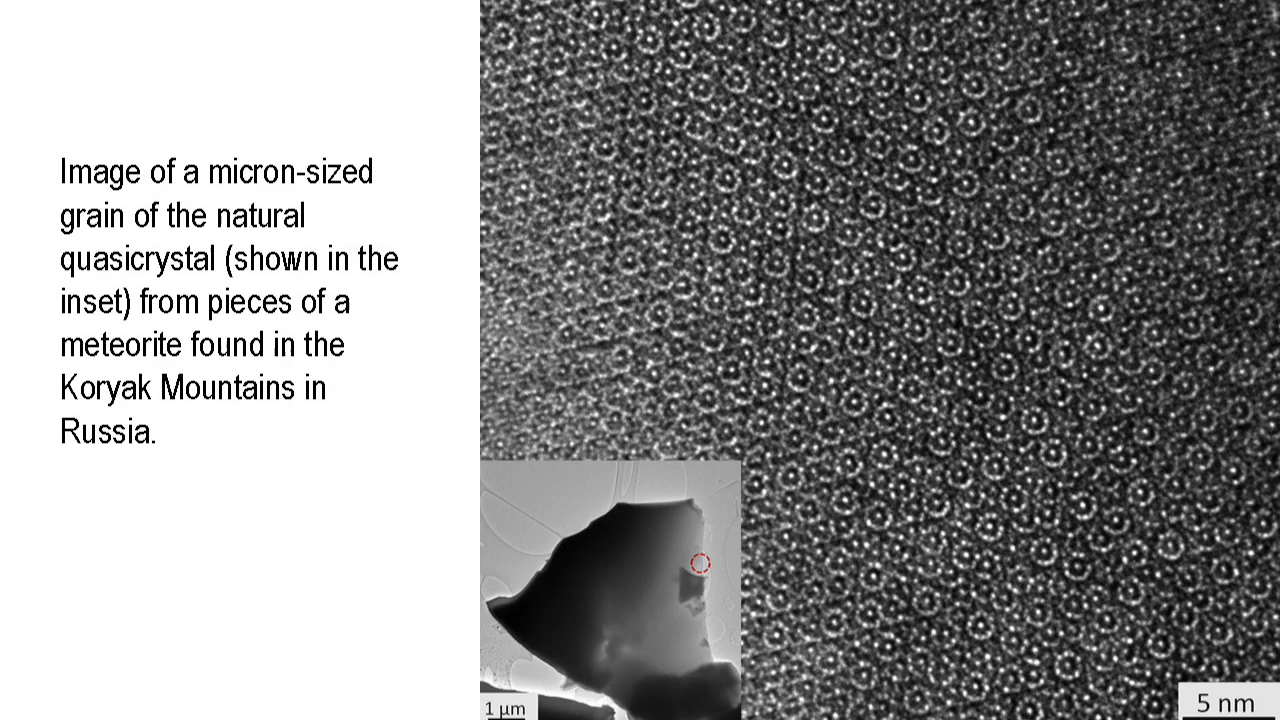 Image of a micron-sized
grain of the natural
quasicrystal (shown in the
inset) from pieces of a
meteorite found in the
Koryak Mountains in
Russia.
1 µm
5 nm